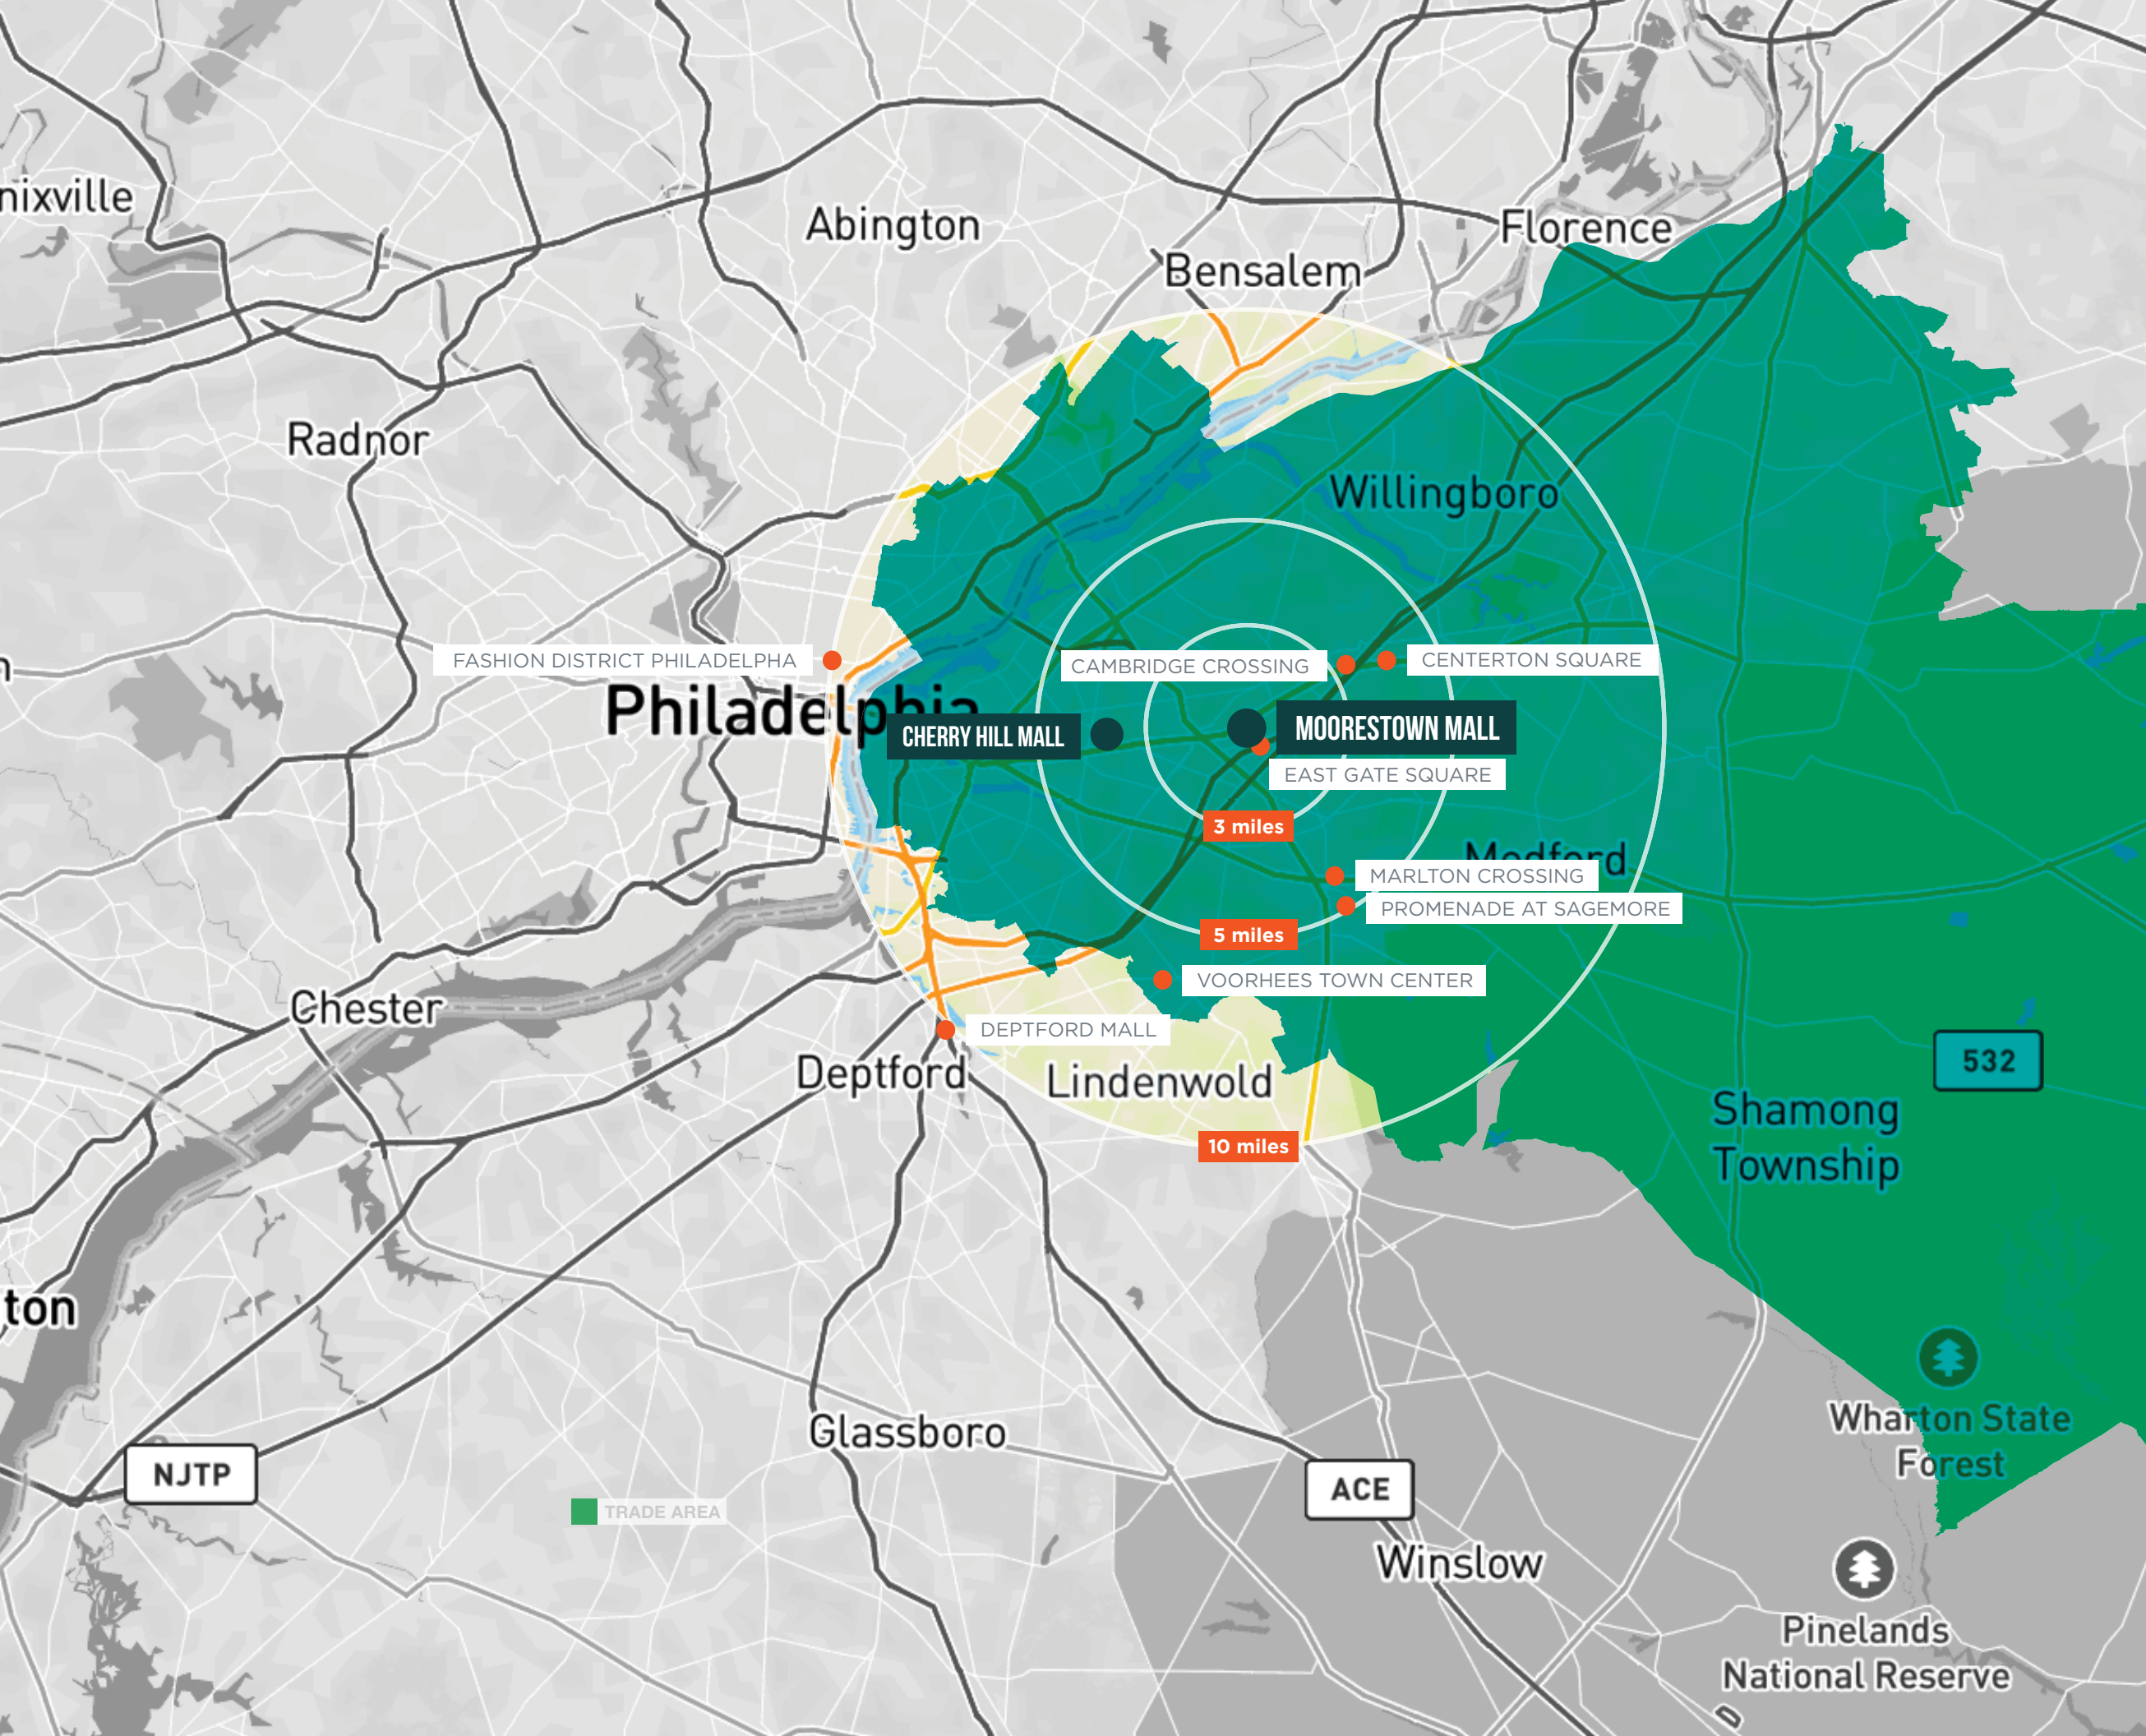 nixville
Abington
Florence
Bensalem
Radnor
Willingboro
FASHION DISTRICT PHILADELPHA
CAMBRIDGE CROSSING
CENTERTON SQUARE
Philadelphia
CHERRY HILL MALL
MOORESTOWN MALL
EAST GATE SQUARE
3 miles
Medford
MARLTON CROSSING
PROMENADE AT SAGEMORE
5 miles
VOORHEES TOWN CENTER
Chester
DEPTFORD MALL
Deptford
Lindenwold
532
Shamong
Township
10 miles
ton
Wharton State
Forest
Glassboro
NJTP
ACE
TRADE AREA
Winslow
Pinelands
National Reserve